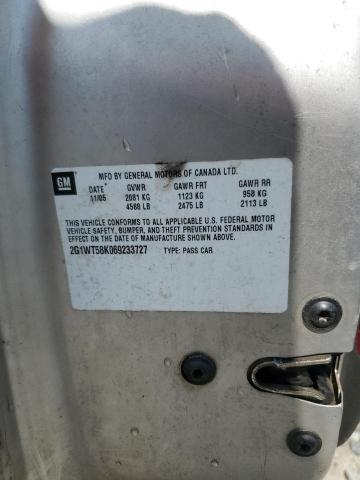 GM
MFD BY GENERAL MOTORS OF CANADA LTD.
DATE GVWR GAWR FRT GAWR RR
11/05 2081 KG 1123 KG 958 KG
4588 LB 2475 LB 2113 LB
THIS VEHICLE CONFORMS TO ALL APPLICABLE U.S. FEDERAL MOTOR
VEHICLE SAFETY, BUMPER, AND THEFT PREVENTION STANDARDS IN
EFFECT ON THE DATE OF MANUFACTURE SHOWN ABOVE.
2G1WT58K069233727 TYPE: PASS CAR